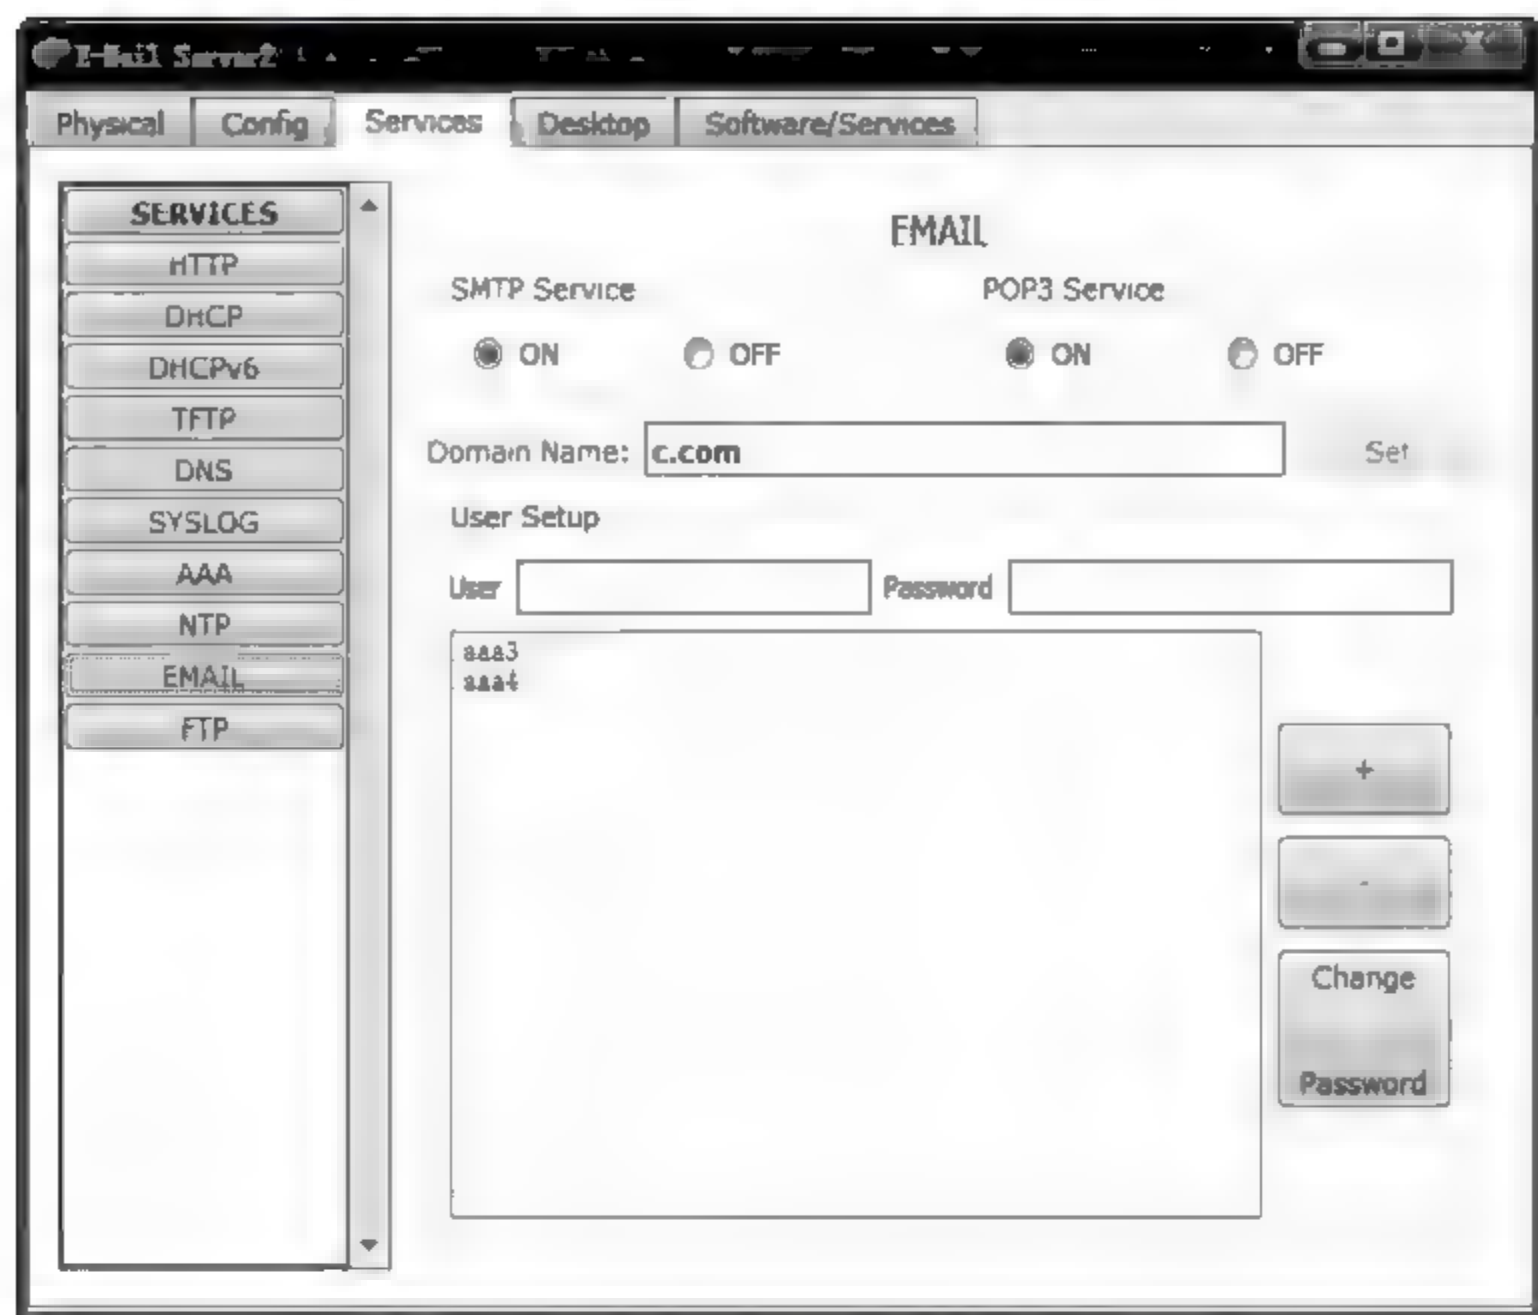 E-Mail Server2
Physical Config Services Desktop Software/Services
SERVICES
HTTP
DHCP
DHCPv6
TFTP
DNS
SYSLOG
AAA
NTP
EMAIL
FTP
EMAIL
SMTP Service POP3 Service
ON OFF ON OFF
Domain Name: c.com Set
User Setup
User Password
aaa3
aaa4
+
-
Change
Password